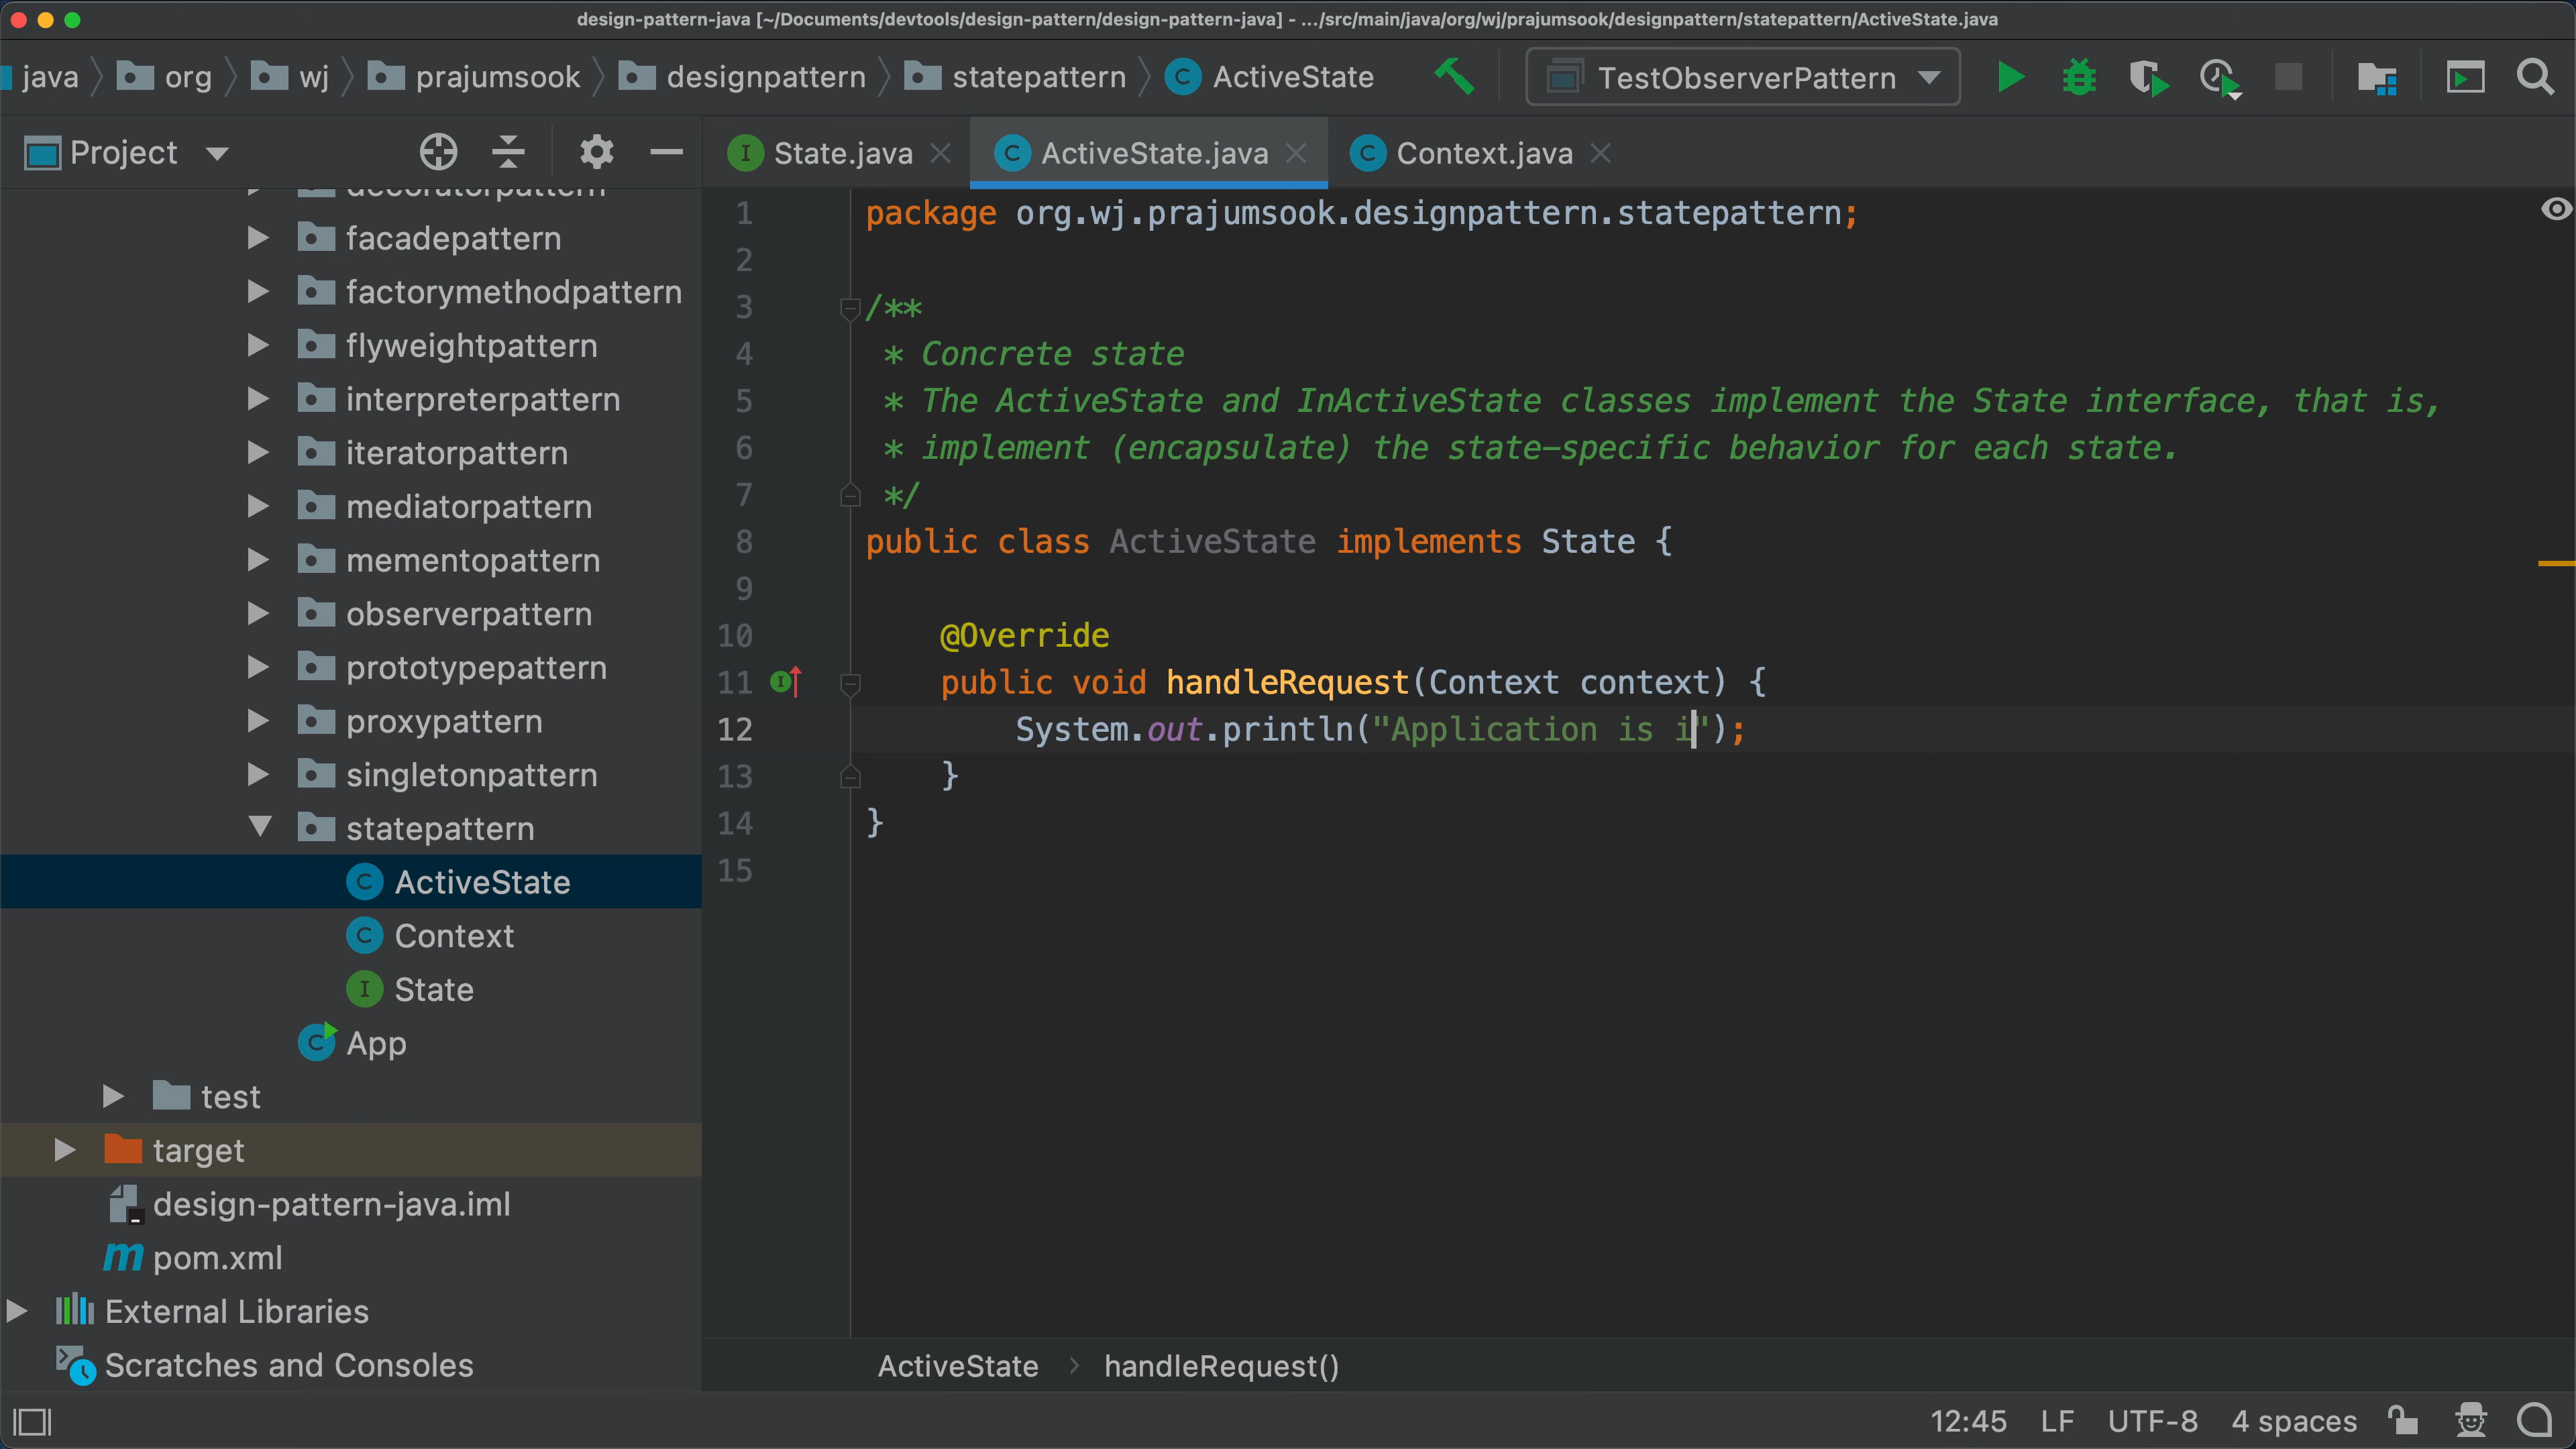 design-pattern-java [~/Documents/devtools/design-pattern/design-pattern-java] - .../src/main/java/org/wj/prajumsook/designpattern/statepattern/ActiveState.java
java org wj prajumsook designpattern statepattern ActiveState TestObserverPattern
Project
State.java ActiveState.java Context.java
decoratorpattern
facadepattern
factorymethodpattern
flyweightpattern
interpreterpattern
iteratorpattern
mediatorpattern
mementopattern
observerpattern
prototypepattern
proxypattern
singletonpattern
statepattern
ActiveState
Context
State
App
test
target
design-pattern-java.iml
pom.xml
External Libraries
Scratches and Consoles
1 package org.wj.prajumsook.designpattern.statepattern;
2
3 /**
4 * Concrete state
5 * The ActiveState and InActiveState classes implement the State interface, that is,
6 * implement (encapsulate) the state-specific behavior for each state.
7 */
8 public class ActiveState implements State {
9
10 @Override
11 public void handleRequest(Context context) {
12 System.out.println("Application is i");
13 }
14 }
15
ActiveState > handleRequest()
12:45 LF UTF-8 4 spaces